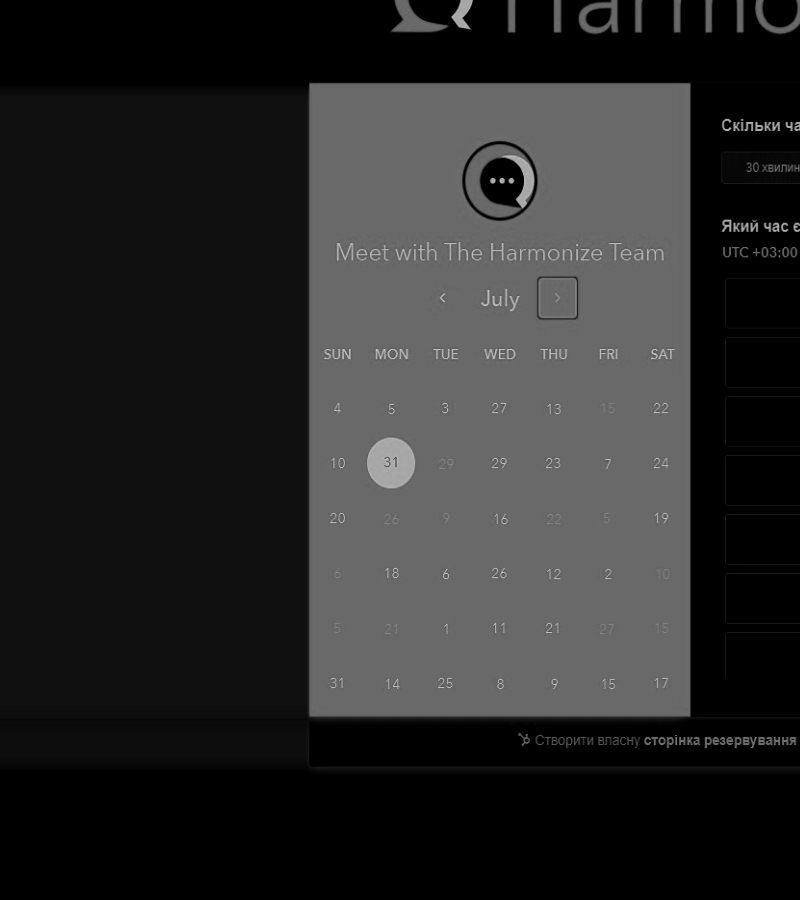 Harmo
Скільки ча
30 хвилин
Meet with The Harmonize Team
Який час є
UTC +03:00
July
SUN MON TUE WED THU FRI SAT
4 5 3 27 13 15 22
10 31 29 29 23 7 24
20 26 9 16 22 5 19
6 18 6 26 12 2 10
5 21 1 11 21 27 15
31 14 25 8 9 15 17
Створити власну сторінка резервування